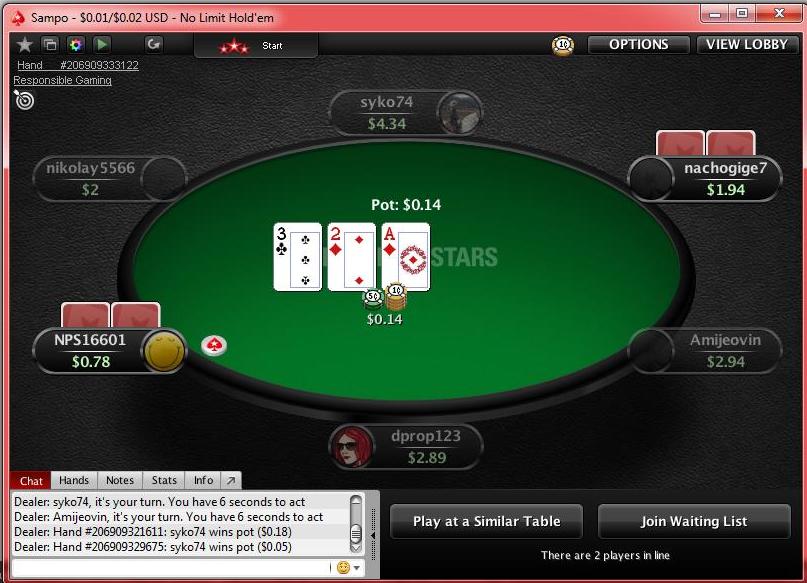 Sampo - $0.01/$0.02 USD - No Limit Hold'em
Start
1¢
OPTIONS
VIEW LOBBY
Hand #206909333122
Responsible Gaming
syko74
$4.34
nikolay5566
$2
nachogige7
$1.94
Pot: $0.14
3
2
A
STARS
5¢
1¢
$0.14
NPS16601
$0.78
Amijeovin
$2.94
dprop123
$2.89
Chat
Hands
Notes
Stats
Info
Dealer: syko74, it's your turn. You have 6 seconds to act
Dealer: Amijeovin, it's your turn. You have 6 seconds to act
Dealer: Hand #206909321611: syko74 wins pot ($0.18)
Dealer: Hand #206909329675: syko74 wins pot ($0.05)
Play at a Similar Table
Join Waiting List
There are 2 players in line